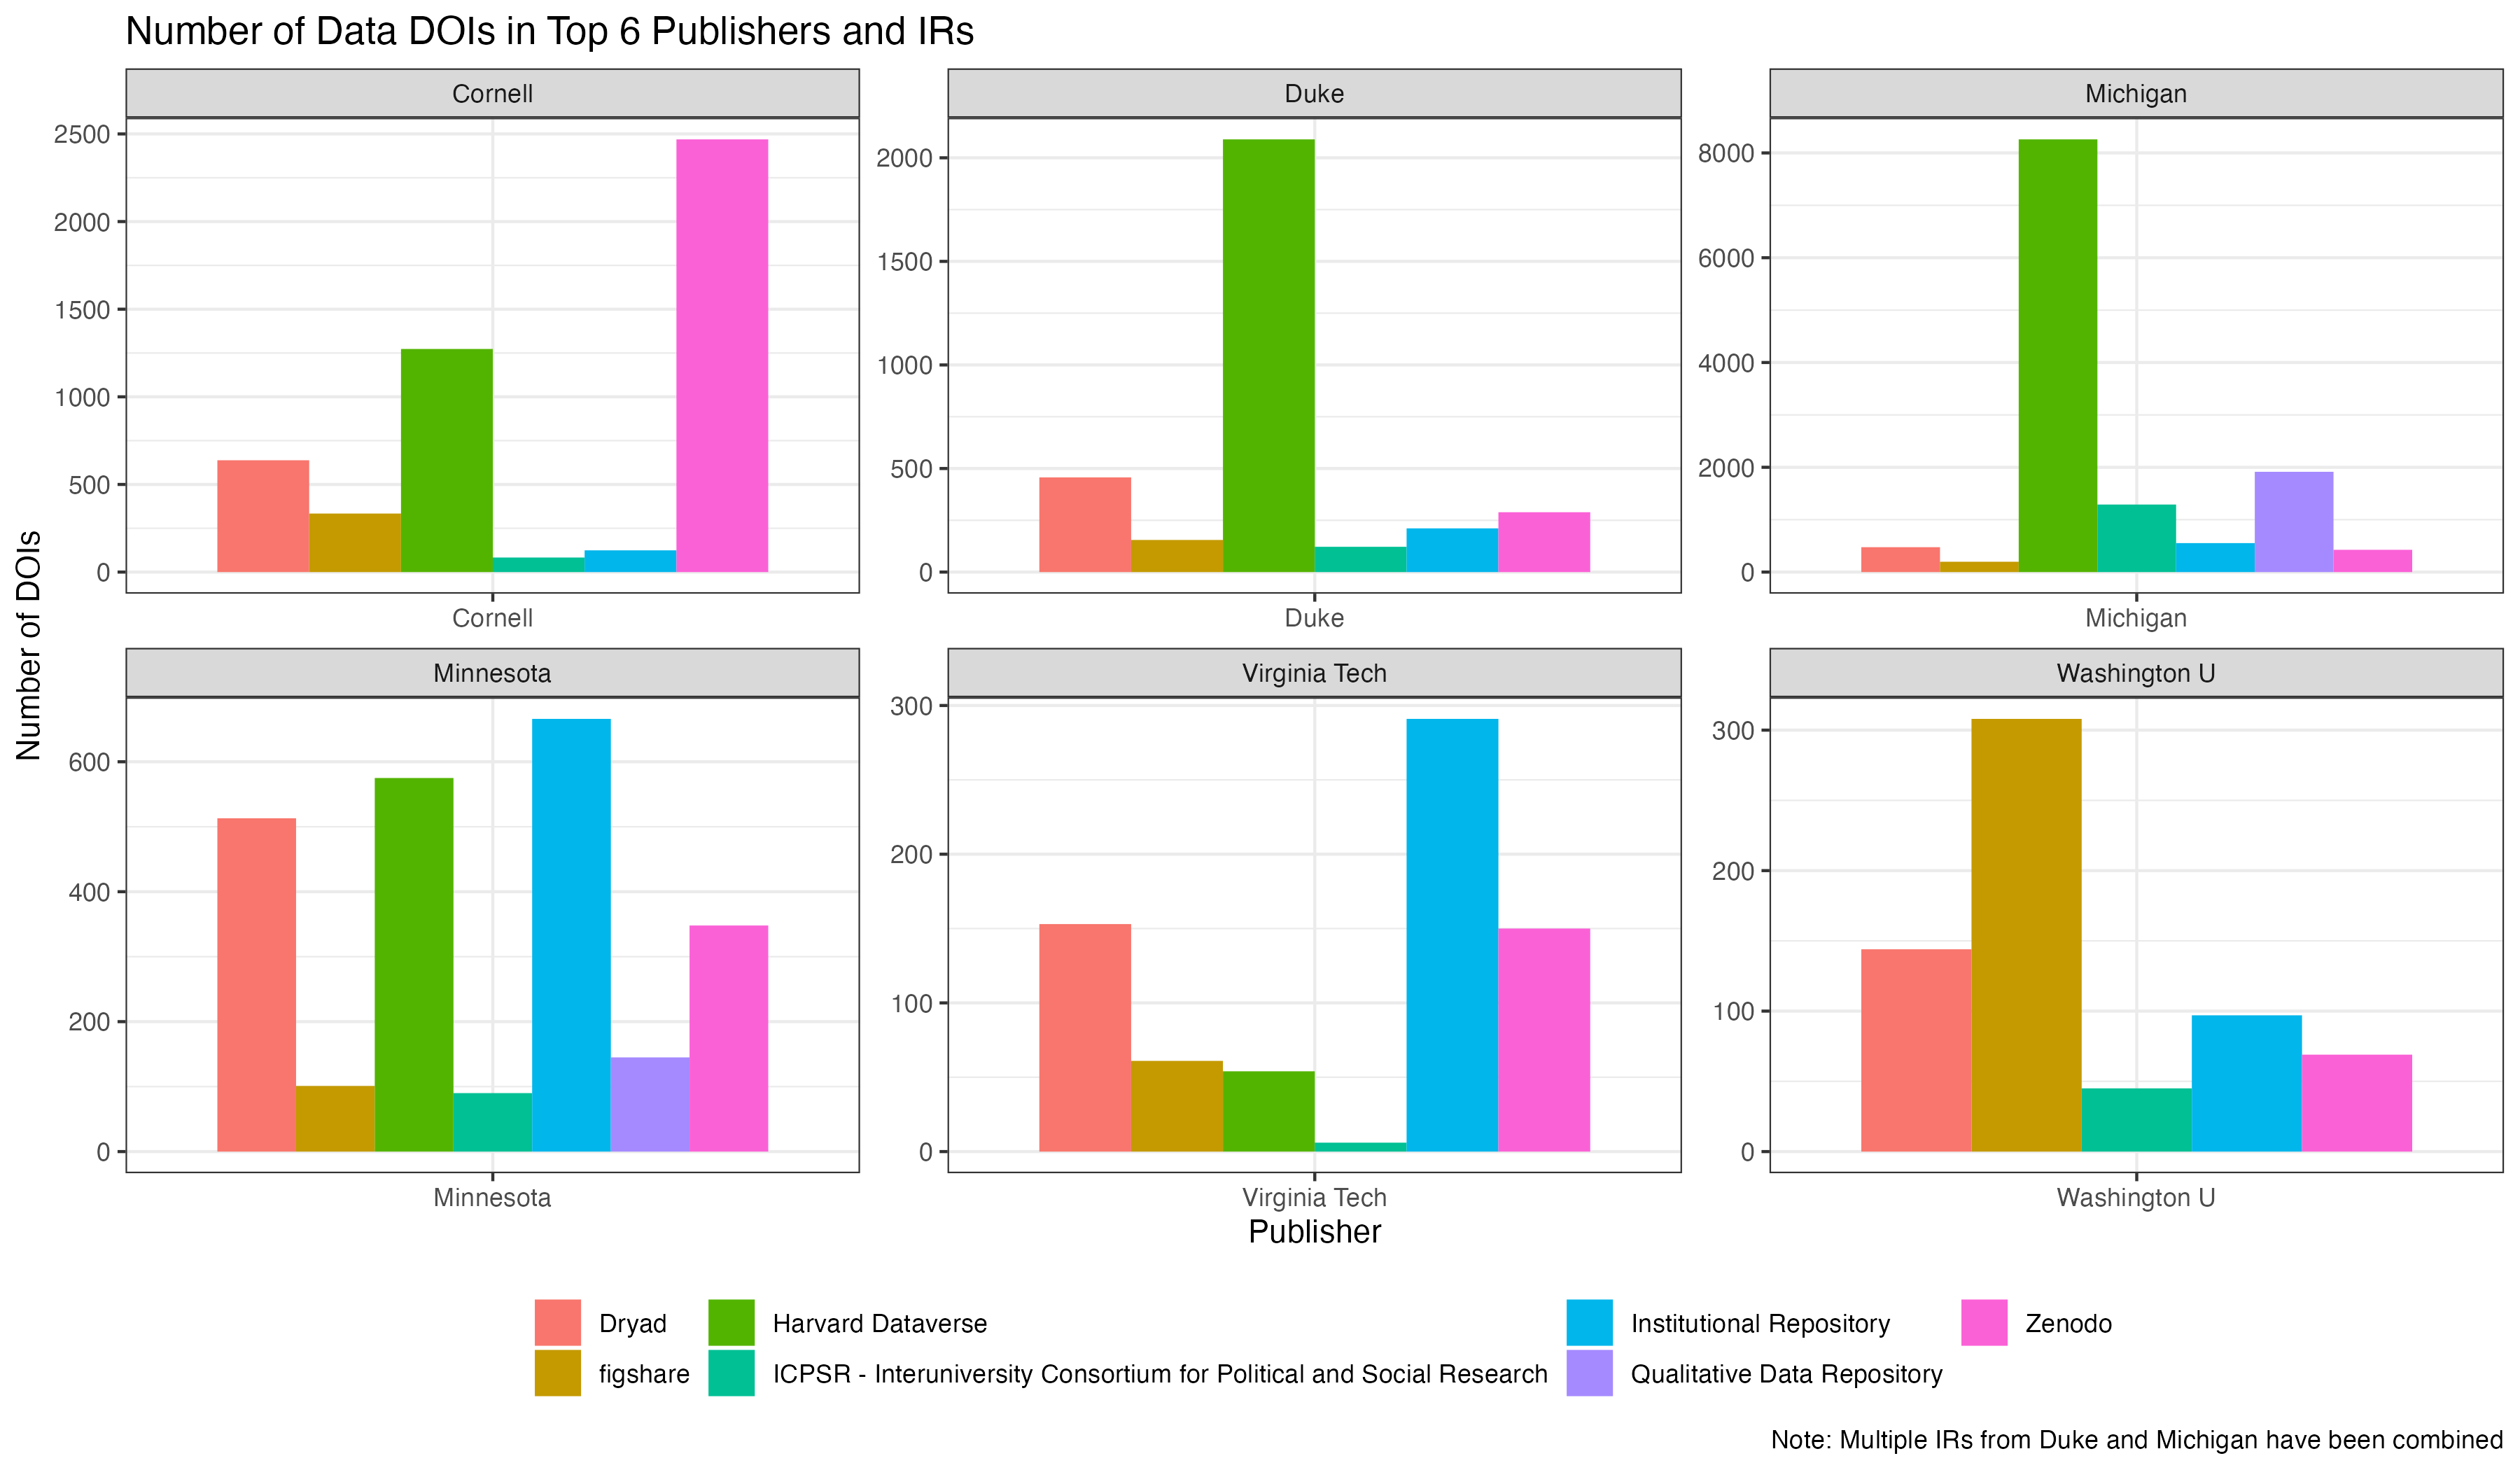 Number of Data DOIs in Top 6 Publishers and IRs
Cornell
Duke
Michigan
2500
2000
1500
1000
500
0
2000
1500
1000
500
0
8000
6000
4000
2000
0
Cornell
Duke
Michigan
Number of DOIs
Minnesota
Virginia Tech
Washington U
600
400
200
0
300
200
100
0
300
200
100
0
Minnesota
Virginia Tech
Washington U
Publisher
Dryad
Harvard Dataverse
Institutional Repository
Zenodo
figshare
ICPSR - Interuniversity Consortium for Political and Social Research
Qualitative Data Repository
Note: Multiple IRs from Duke and Michigan have been combined